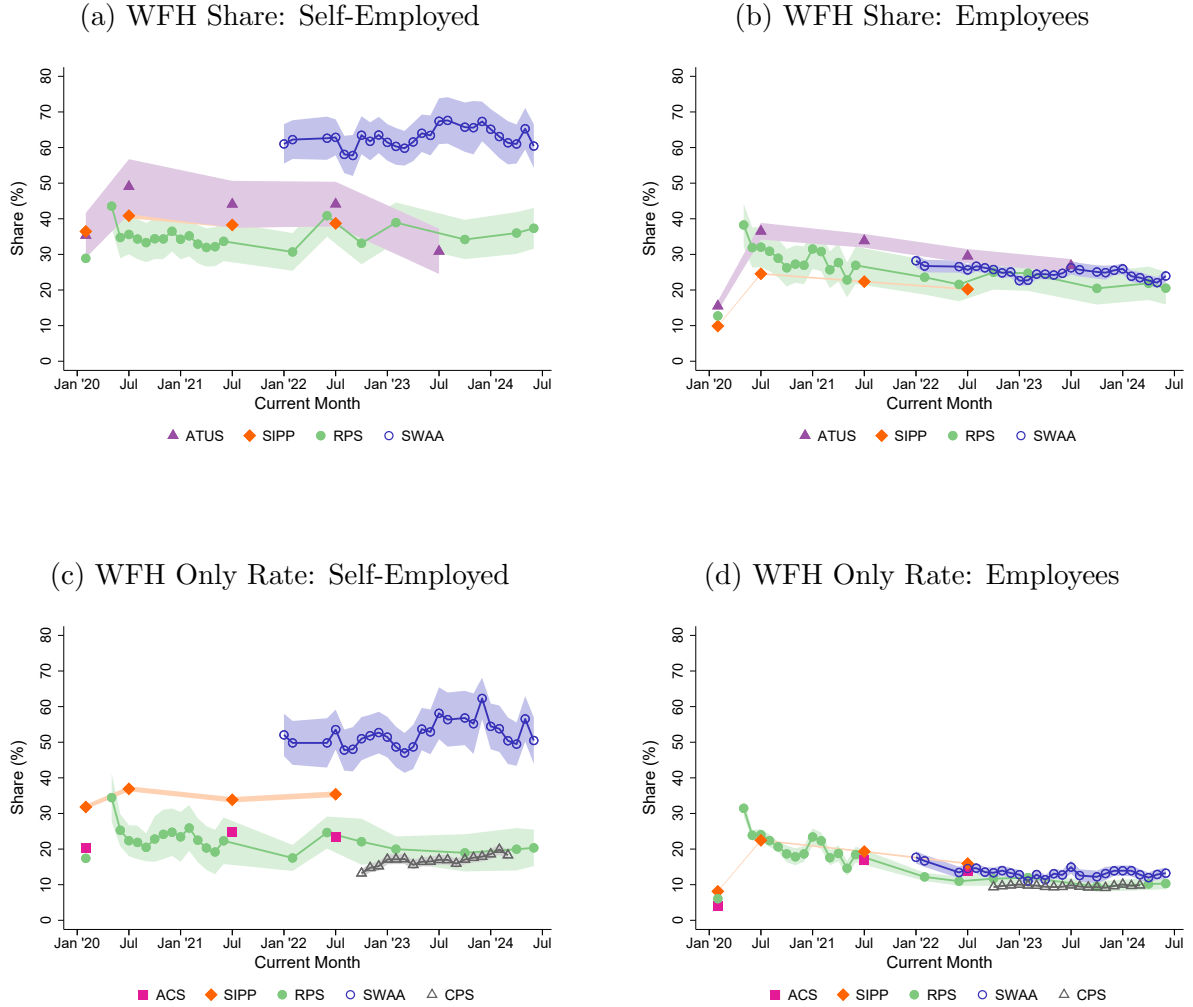 (a) WFH Share: Self-Employed
80
70
60
50
40
30
20
10
0
Share (%)
Jan '20 Jul Jan '21 Jul Jan '22 Jul Jan '23 Jul Jan '24 Jul
Current Month
ATUS SIPP RPS SWAA
(b) WFH Share: Employees
80
70
60
50
40
30
20
10
0
Share (%)
Jan '20 Jul Jan '21 Jul Jan '22 Jul Jan '23 Jul Jan '24 Jul
Current Month
ATUS SIPP RPS SWAA
(c) WFH Only Rate: Self-Employed
80
70
60
50
40
30
20
10
0
Share (%)
Jan '20 Jul Jan '21 Jul Jan '22 Jul Jan '23 Jul Jan '24 Jul
Current Month
ACS SIPP RPS SWAA CPS
(d) WFH Only Rate: Employees
80
70
60
50
40
30
20
10
0
Share (%)
Jan '20 Jul Jan '21 Jul Jan '22 Jul Jan '23 Jul Jan '24 Jul
Current Month
ACS SIPP RPS SWAA CPS